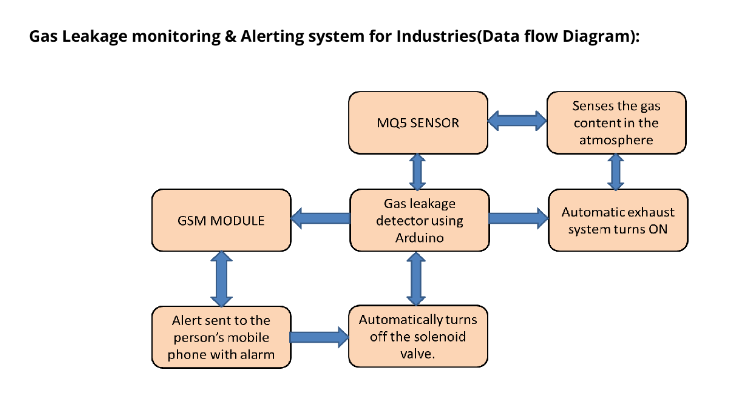 Gas Leakage monitoring & Alerting system for Industries(Data flow Diagram):
MQ5 SENSOR
Senses the gas
content in the
atmosphere
GSM MODULE
Gas leakage
detector using
Arduino
Automatic exhaust
system turns ON
Alert sent to the
person's mobile
phone with alarm
Automatically turns
off the solenoid
valve.